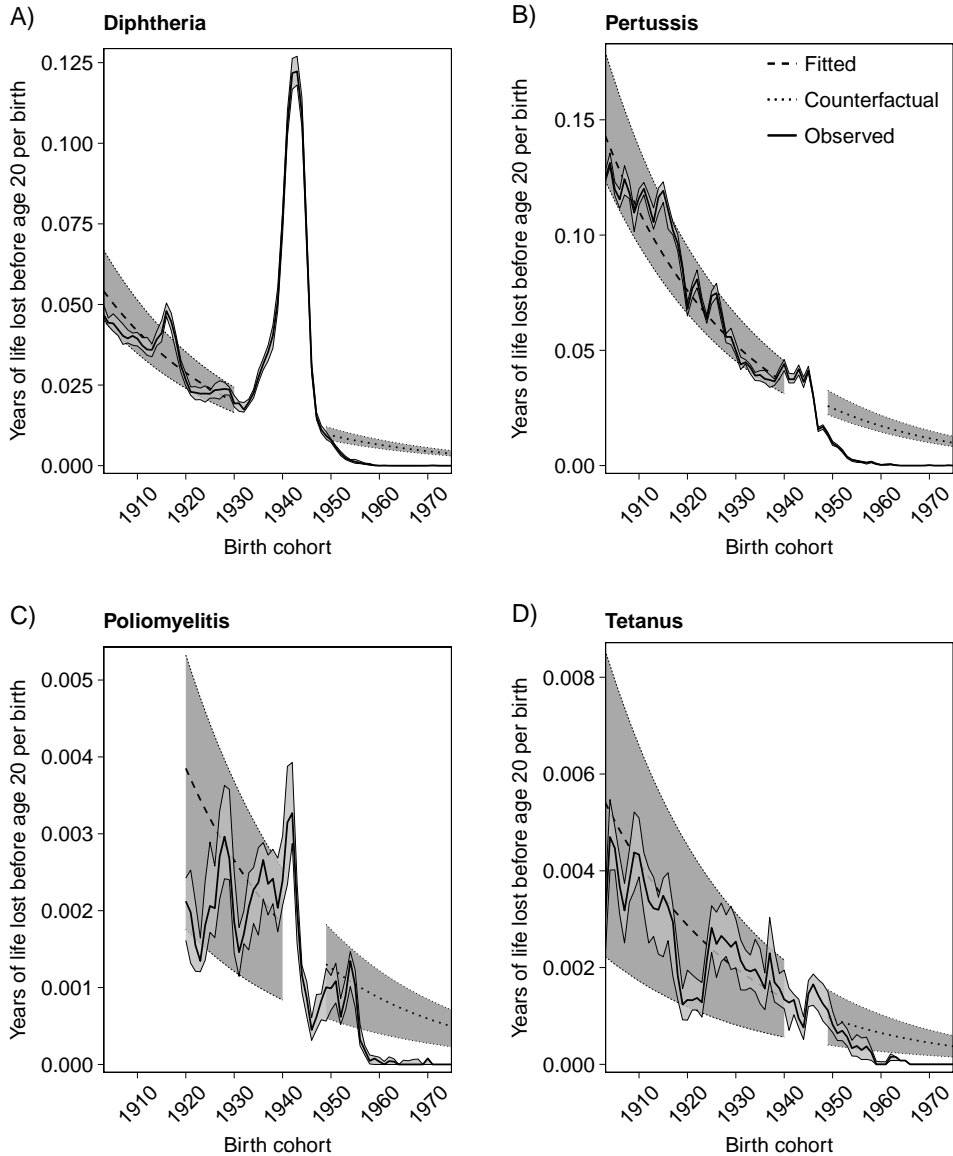 A)
Diphtheria
Years of life lost before age 20 per birth
0.125
0.100
0.075
0.050
0.025
0.000
1910
1920
1930
1940
1950
1960
1970
Birth cohort
B)
Pertussis
Years of life lost before age 20 per birth
0.15
0.10
0.05
0.00
Fitted
Counterfactual
Observed
1910
1920
1930
1940
1950
1960
1970
Birth cohort
C)
Poliomyelitis
Years of life lost before age 20 per birth
0.005
0.004
0.003
0.002
0.001
0.000
1910
1920
1930
1940
1950
1960
1970
Birth cohort
D)
Tetanus
Years of life lost before age 20 per birth
0.008
0.006
0.004
0.002
0.000
1910
1920
1930
1940
1950
1960
1970
Birth cohort